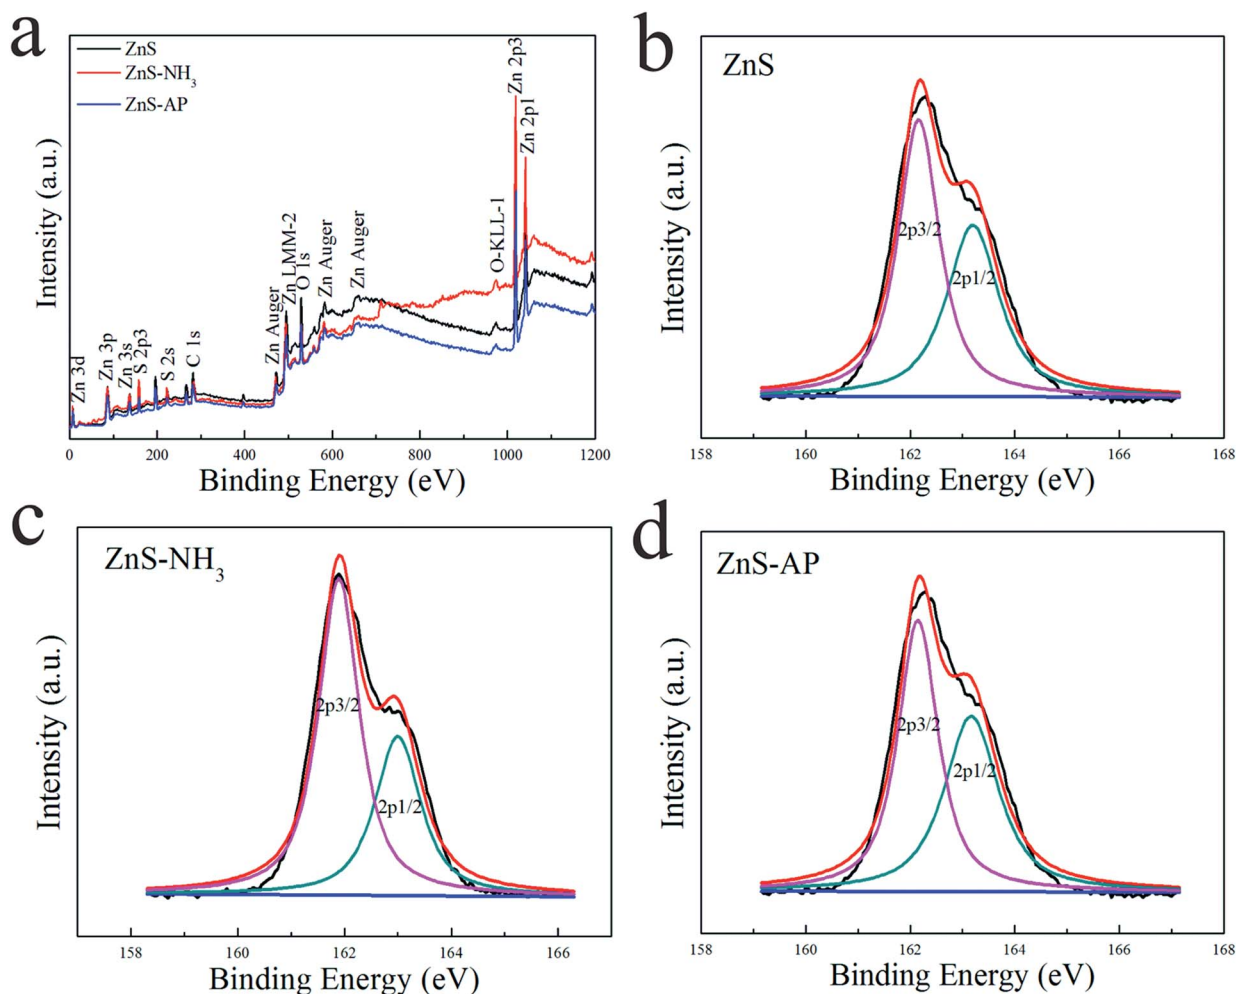 a
ZnS
ZnS-NH3
ZnS-AP
Zn 3d
Zn 3p
Zn 3s
S 2p3
S 2s
C 1s
Zn Auger
Zn LMM-2
O 1s
Zn Auger
Zn Auger
O-KLL-1
Zn 2p3
Zn 2p1
Intensity (a.u.)
0 200 400 600 800 1000 1200
Binding Energy (eV)
b
ZnS
2p3/2
2p1/2
Intensity (a.u.)
158 160 162 164 166 168
Binding Energy (eV)
c
ZnS-NH3
2p3/2
2p1/2
Intensity (a.u.)
158 160 162 164 166
Binding Energy (eV)
d
ZnS-AP
2p3/2
2p1/2
Intensity (a.u.)
158 160 162 164 166 168
Binding Energy (eV)